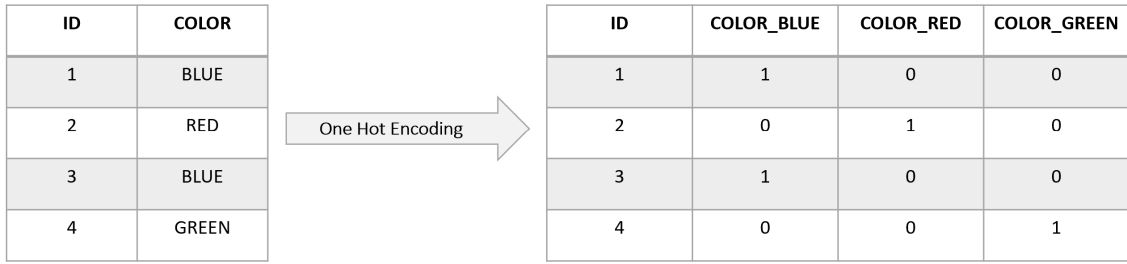 ID COLOR
1 BLUE
2 RED
3 BLUE
4 GREEN
One Hot Encoding
ID COLOR_BLUE COLOR_RED COLOR_GREEN
1 1 0 0
2 0 1 0
3 1 0 0
4 0 0 1